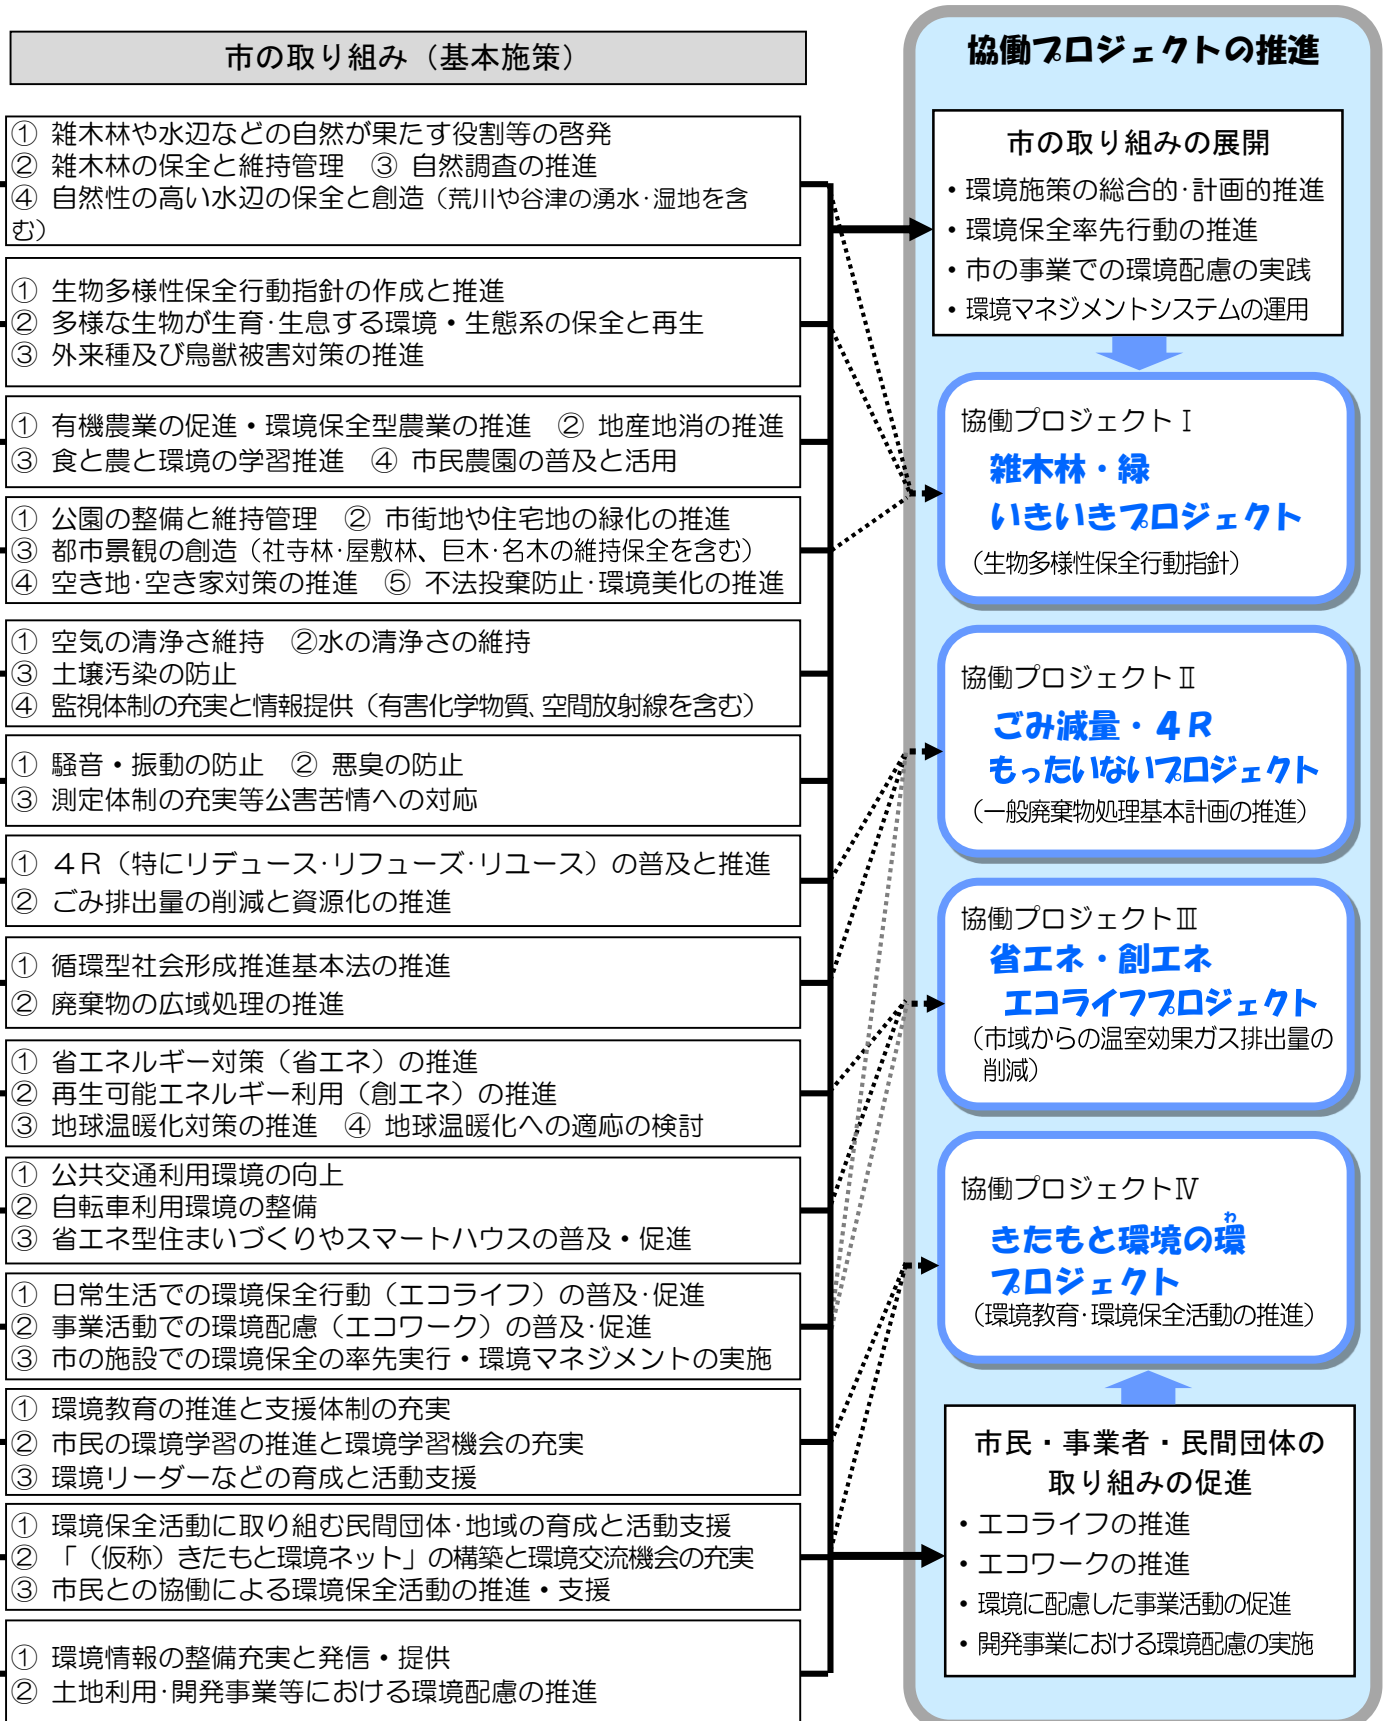 市の取り組み（基本施策）
① 雑木林や水辺などの自然が果たす役割等の啓発
② 雑木林の保全と維持管理　③ 自然調査の推進
④ 自然性の高い水辺の保全と創造（荒川や谷津の湧水・湿地を含
む）
① 生物多様性保全行動指針の作成と推進
② 多様な生物が生育・生息する環境・生態系の保全と再生
③ 外来種及び鳥獣被害対策の推進
① 有機農業の促進・環境保全型農業の推進　② 地産地消の推進
③ 食と農と環境の学習推進　④ 市民農園の普及と活用
① 公園の整備と維持管理　② 市街地や住宅地の緑化の推進
③ 都市景観の創造（社寺林・屋敷林、巨木・名木の維持保全を含む）
④ 空き地・空き家対策の推進　⑤ 不法投棄防止・環境美化の推進
① 空気の清浄さ維持　②水の清浄さの維持
③ 土壌汚染の防止
④ 監視体制の充実と情報提供（有害化学物質、空間放射線を含む）
① 騒音・振動の防止　② 悪臭の防止
③ 測定体制の充実等公害苦情への対応
① ４Ｒ（特にリデュース・リフューズ・リユース）の普及と推進
② ごみ排出量の削減と資源化の推進
① 循環型社会形成推進基本法の推進
② 廃棄物の広域処理の推進
① 省エネルギー対策（省エネ）の推進
② 再生可能エネルギー利用（創エネ）の推進
③ 地球温暖化対策の推進　④ 地球温暖化への適応の検討
① 公共交通利用環境の向上
② 自転車利用環境の整備
③ 省エネ型住まいづくりやスマートハウスの普及・促進
① 日常生活での環境保全行動（エコライフ）の普及・促進
② 事業活動での環境配慮（エコワーク）の普及・促進
③ 市の施設での環境保全の率先実行・環境マネジメントの実施
① 環境教育の推進と支援体制の充実
② 市民の環境学習の推進と環境学習機会の充実
③ 環境リーダーなどの育成と活動支援
① 環境保全活動に取り組む民間団体・地域の育成と活動支援
② 「（仮称）きたもと環境ネット」の構築と環境交流機会の充実
③ 市民との協働による環境保全活動の推進・支援
① 環境情報の整備充実と発信・提供
② 土地利用・開発事業等における環境配慮の推進
協働プロジェクトの推進
市の取り組みの展開
・環境施策の総合的・計画的推進
・環境保全率先行動の推進
・市の事業での環境配慮の実践
・環境マネジメントシステムの運用
協働プロジェクトⅠ
雑木林・緑
いきいきプロジェクト
（生物多様性保全行動指針）
協働プロジェクトⅡ
ごみ減量・４Ｒ
もったいないプロジェクト
（一般廃棄物処理基本計画の推進）
協働プロジェクトⅢ
省エネ・創エネ
エコライフプロジェクト
（市域からの温室効果ガス排出量の
削減）
協働プロジェクトⅣ
わ
きたもと環境の環
プロジェクト
（環境教育・環境保全活動の推進）
市民・事業者・民間団体の
取り組みの促進
・エコライフの推進
・エコワークの推進
・環境に配慮した事業活動の促進
・開発事業における環境配慮の実施